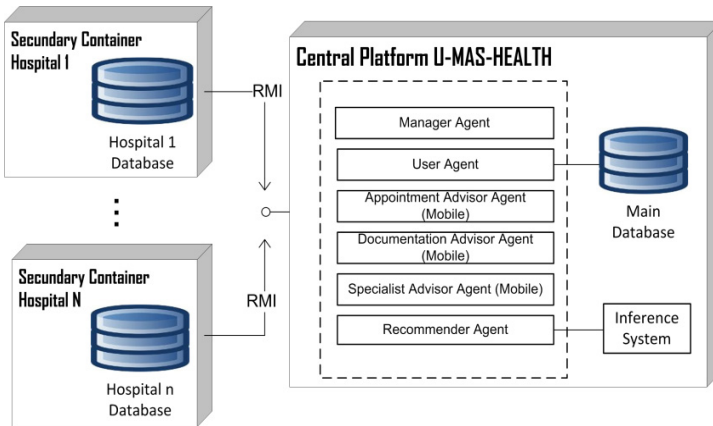 Secundary Container
Hospital 1
Hospital 1
Database
RMI
Secundary Container
Hospital N
Hospital n
Database
RMI
Central Platform U-MAS-HEALTH
Manager Agent
User Agent
Appointment Advisor Agent
(Mobile)
Documentation Advisor Agent
(Mobile)
Specialist Advisor Agent (Mobile)
Recommender Agent
Main
Database
Inference
System